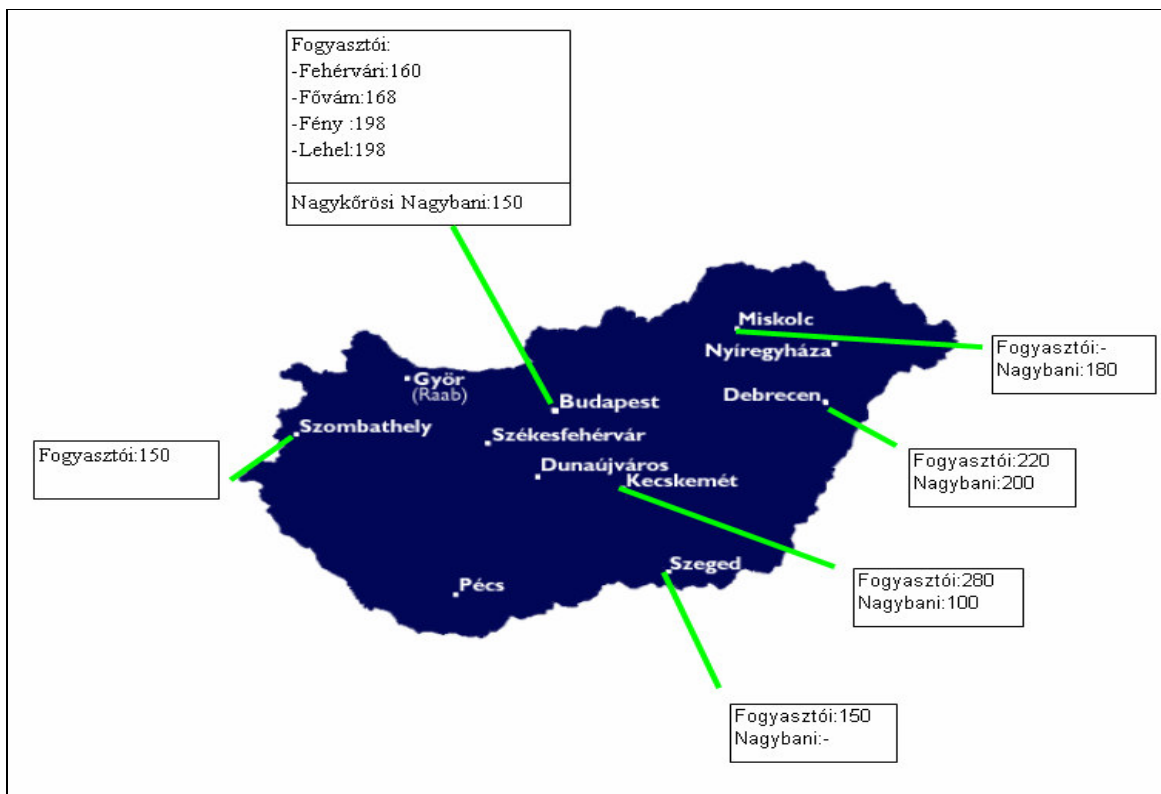 Fogyasztói:
-Fehérvári:160
-Fővám:168
-Fény :198
-Lehel:198
Nagykőrösi Nagybani:150
Miskolc
Nyíregyháza
Fogyasztói:-
Nagybani:180
Győr
(Raab)
Budapest
Debrecen
Szombathely
Székesfehérvár
Fogyasztói:150
Fogyasztói:220
Nagybani:200
Dunaújváros
Kecskemét
Szeged
Pécs
Fogyasztói:280
Nagybani:100
Fogyasztói:150
Nagybani:-